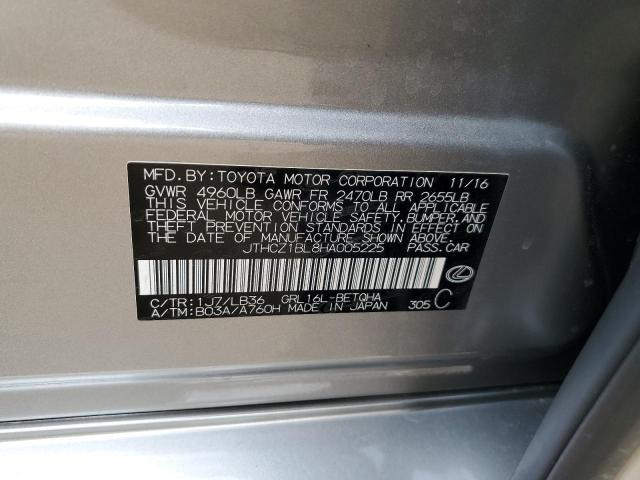 MFD.BY:TOYOTA MOTOR CORPORATION 11/16
GVWR 4960LB GAWR FR 2470LB RR 2655LB
THIS VEHICLE CONFORMS TO ALL APPLICABLE
FEDERAL MOTOR VEHICLE SAFETY,BUMPER,AND
THEFT PREVENTION STANDARDS IN EFFECT ON
THE DATE OF MANUFACTURE SHOWN ABOVE.
JTHCZ1BL8HA005225 PASS.CAR
C/TR:1J7/LB36 GRL16L-BETQHA
A/TM:B03A/A760H MADE IN JAPAN 305 C